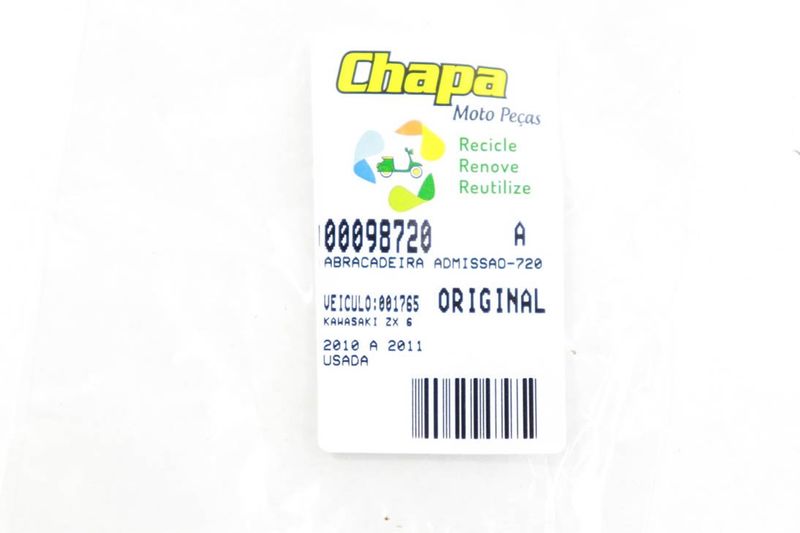 Chapa
Moto Peças
Recicle
Renove
Reutilize
00098720 A
ABRACADEIRA ADMISSAO-720
VEICULO:001765 ORIGINAL
KAWASAKI ZX 6
2010 A 2011
USADA